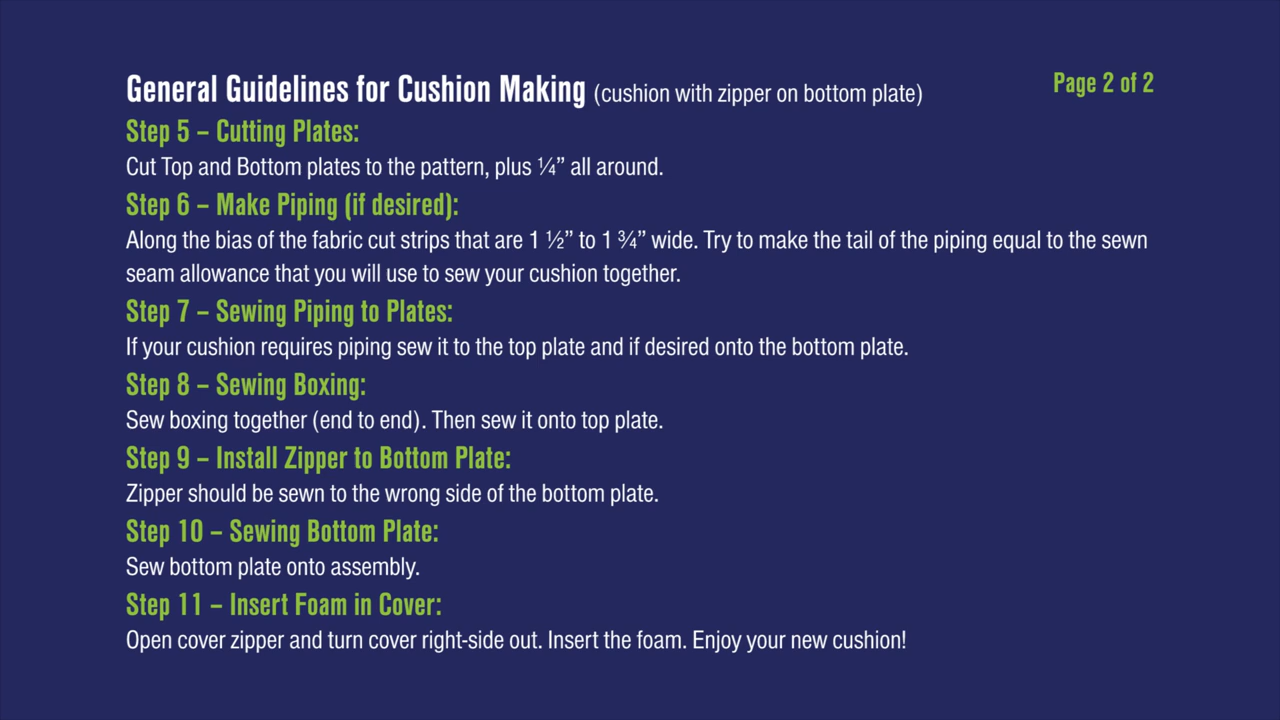 General Guidelines for Cushion Making (cushion with zipper on bottom plate)
Page 2 of 2
Step 5 – Cutting Plates:
Cut Top and Bottom plates to the pattern, plus ¼” all around.
Step 6 – Make Piping (if desired):
Along the bias of the fabric cut strips that are 1 ½” to 1 ¾” wide. Try to make the tail of the piping equal to the sewn
seam allowance that you will use to sew your cushion together.
Step 7 – Sewing Piping to Plates:
If your cushion requires piping sew it to the top plate and if desired onto the bottom plate.
Step 8 – Sewing Boxing:
Sew boxing together (end to end). Then sew it onto top plate.
Step 9 – Install Zipper to Bottom Plate:
Zipper should be sewn to the wrong side of the bottom plate.
Step 10 – Sewing Bottom Plate:
Sew bottom plate onto assembly.
Step 11 – Insert Foam in Cover:
Open cover zipper and turn cover right-side out. Insert the foam. Enjoy your new cushion!